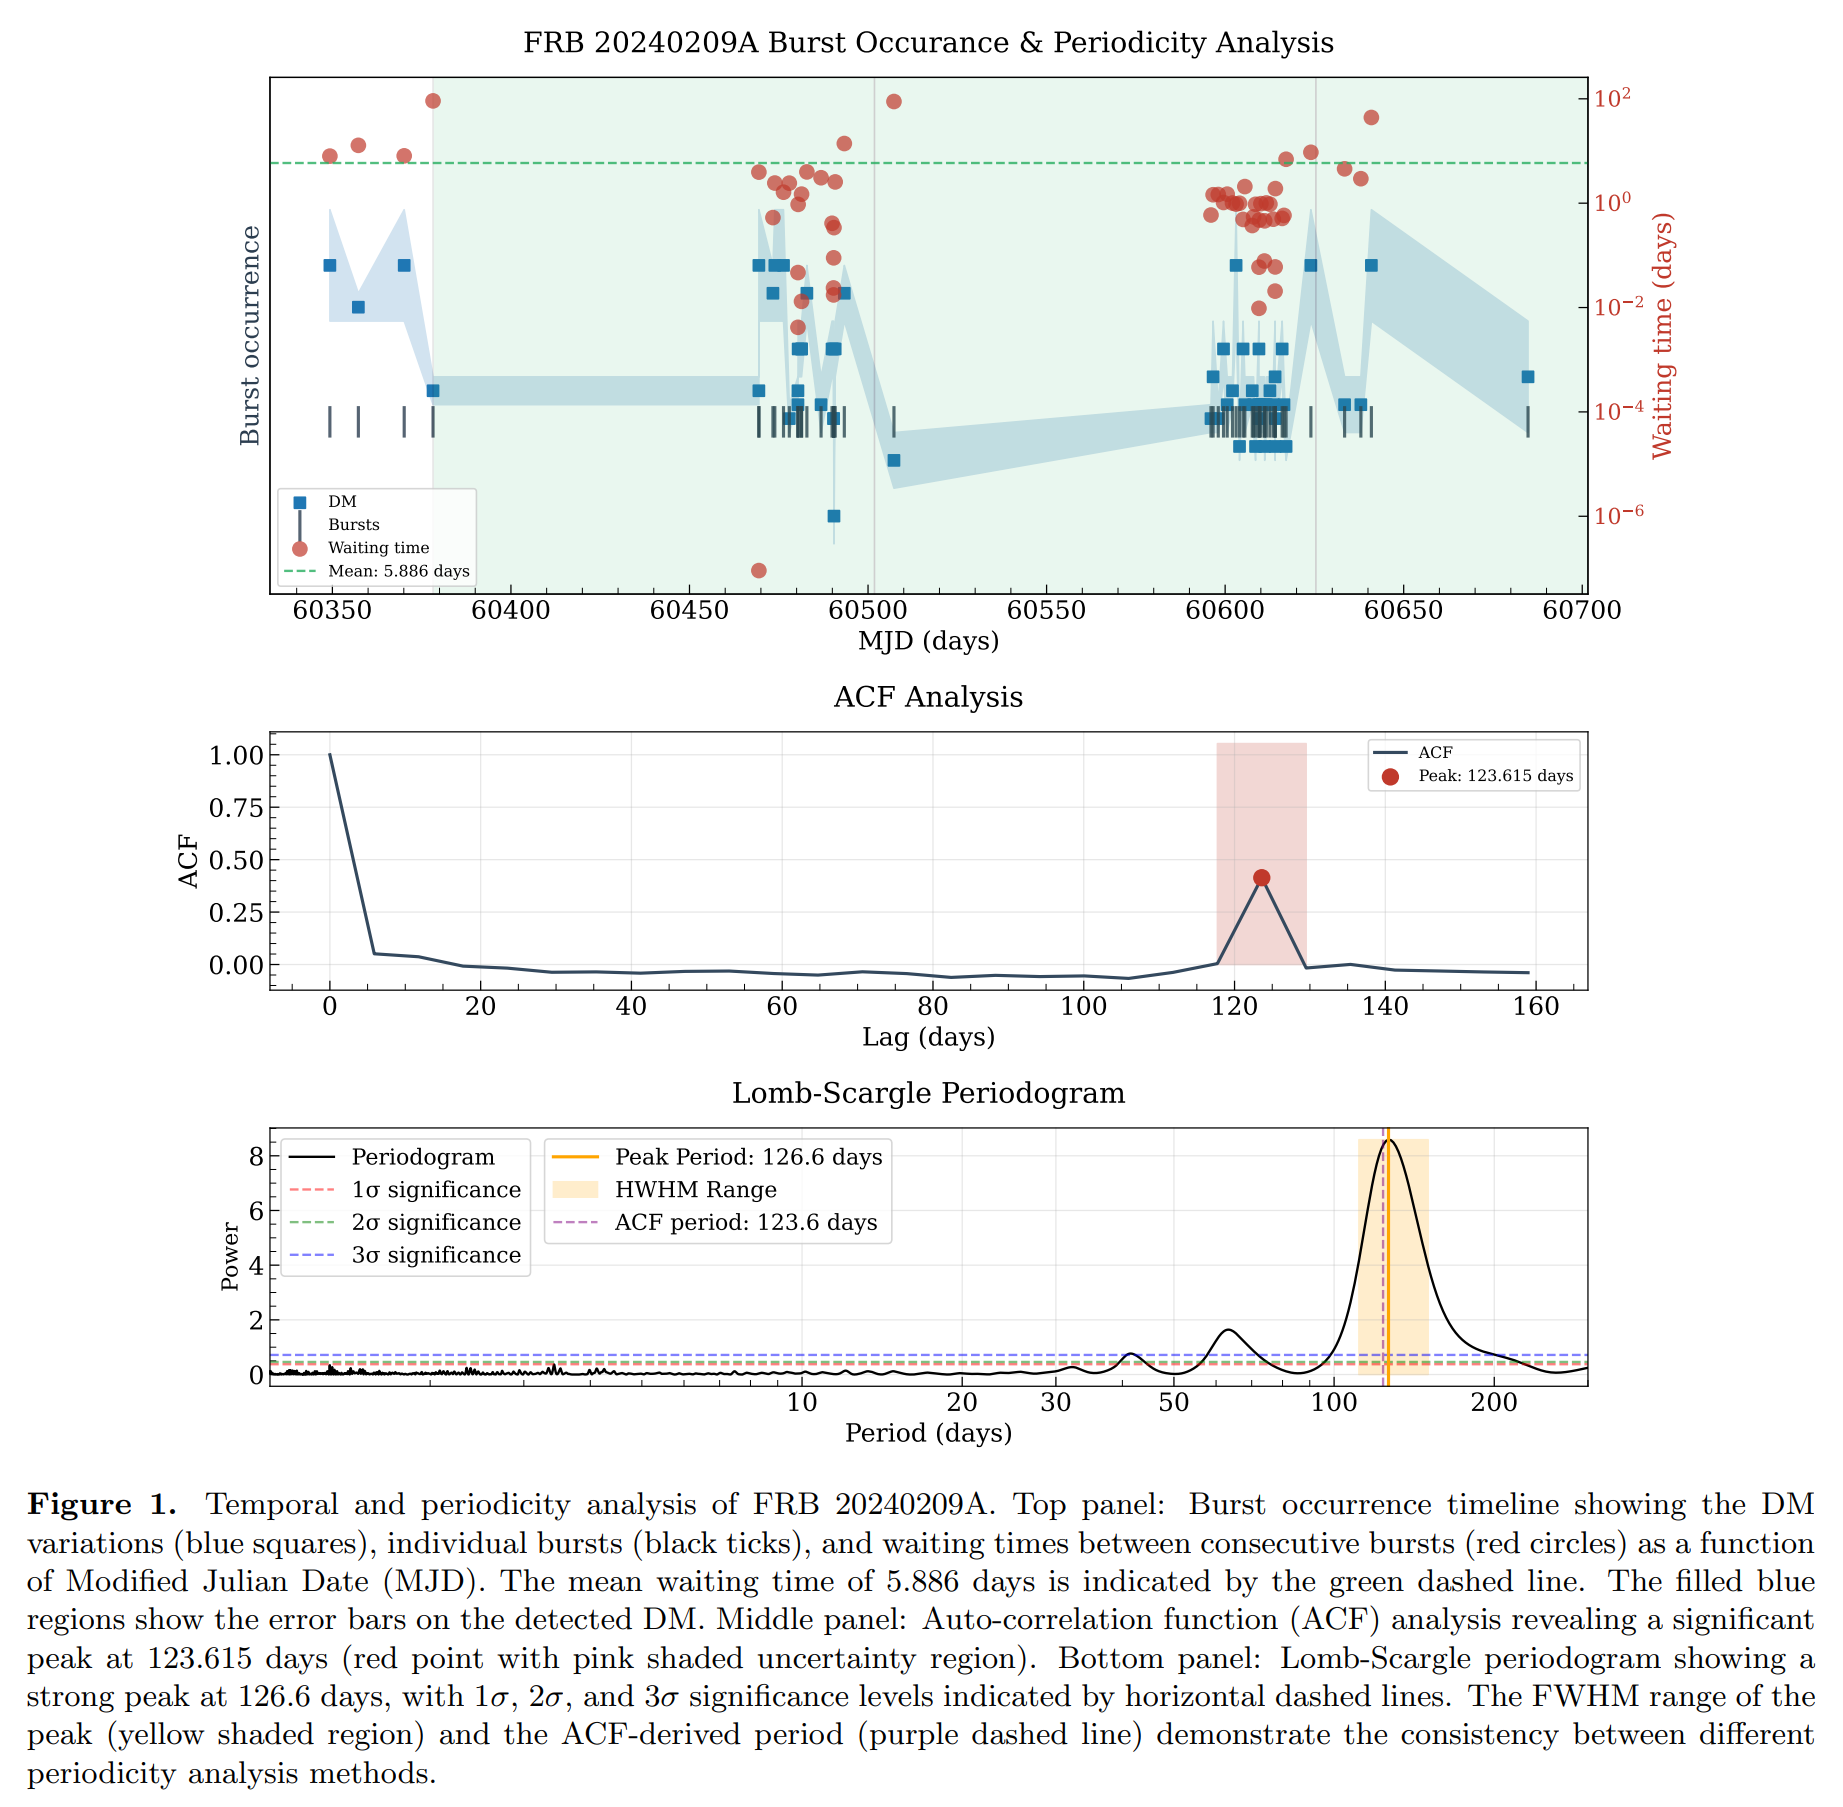 FRB 20240209A Burst Occurance & Periodicity Analysis
Burst occurrence
10²
10⁰
10⁻²
10⁻⁴
10⁻⁶
Waiting time (days)
DM
Bursts
Waiting time
Mean: 5.886 days
60350 60400 60450 60500 60550 60600 60650 60700
MJD (days)
ACF Analysis
ACF
1.00
0.75
0.50
0.25
0.00
ACF
Peak: 123.615 days
0 20 40 60 80 100 120 140 160
Lag (days)
Lomb-Scargle Periodogram
Power
8
6
4
2
0
Periodogram
1σ significance
2σ significance
3σ significance
Peak Period: 126.6 days
HWHM Range
ACF period: 123.6 days
10 20 30 50 100 200
Period (days)
Figure 1. Temporal and periodicity analysis of FRB 20240209A. Top panel: Burst occurrence timeline showing the DM
variations (blue squares), individual bursts (black ticks), and waiting times between consecutive bursts (red circles) as a function
of Modified Julian Date (MJD). The mean waiting time of 5.886 days is indicated by the green dashed line. The filled blue
regions show the error bars on the detected DM. Middle panel: Auto-correlation function (ACF) analysis revealing a significant
peak at 123.615 days (red point with pink shaded uncertainty region). Bottom panel: Lomb-Scargle periodogram showing a
strong peak at 126.6 days, with 1σ, 2σ, and 3σ significance levels indicated by horizontal dashed lines. The FWHM range of the
peak (yellow shaded region) and the ACF-derived period (purple dashed line) demonstrate the consistency between different
periodicity analysis methods.